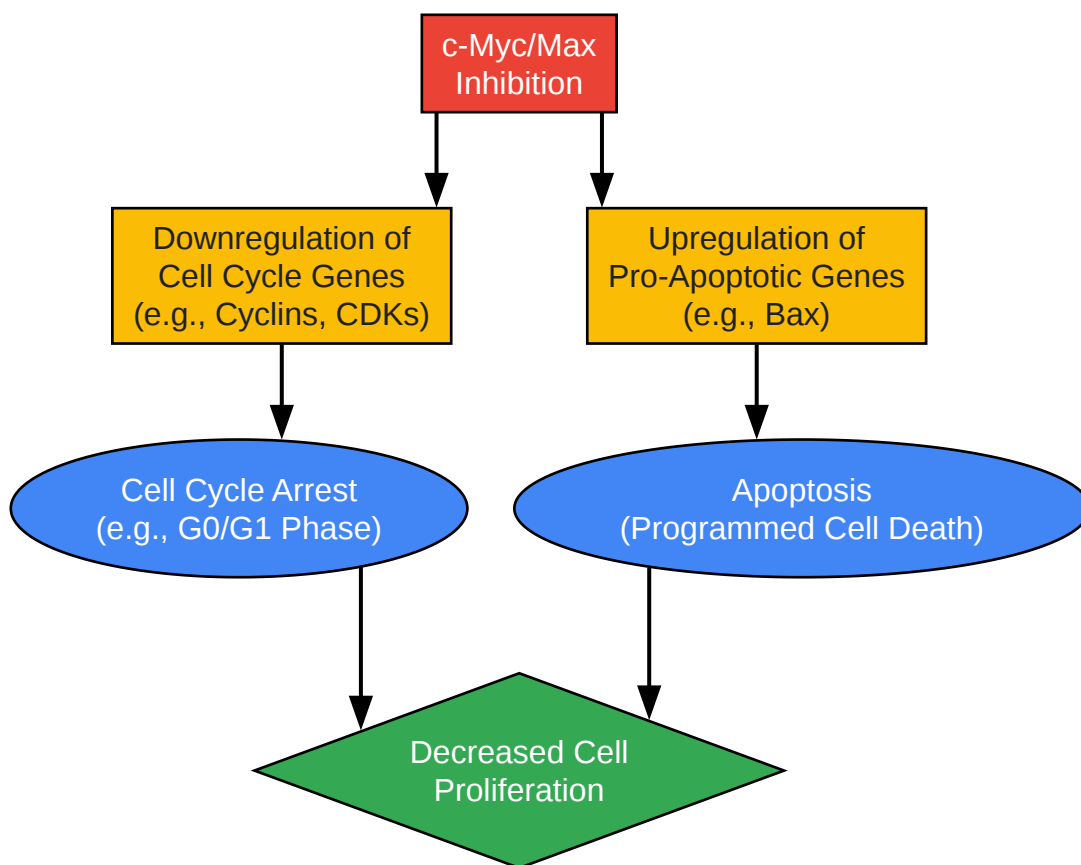 c-Myc/Max
Inhibition
Downregulation of
Cell Cycle Genes
(e.g., Cyclins, CDKs)
Upregulation of
Pro-Apoptotic Genes
(e.g., Bax)
Cell Cycle Arrest
(e.g., G0/G1 Phase)
Apoptosis
(Programmed Cell Death)
Decreased Cell
Proliferation